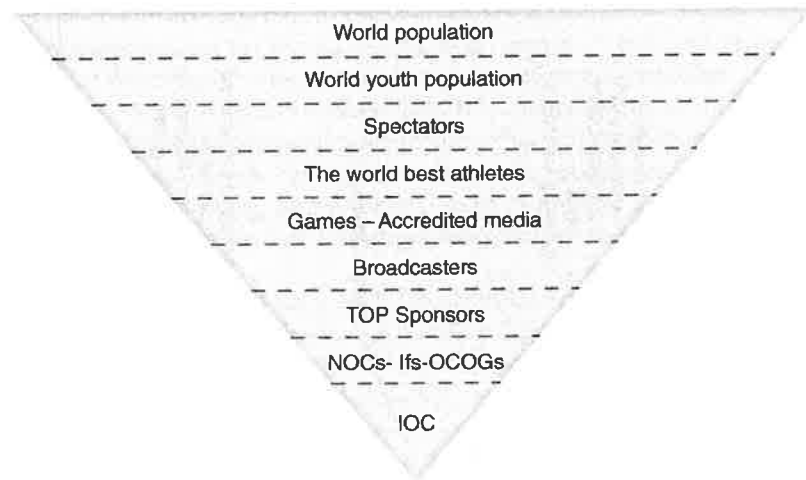 World population
World youth population
Spectators
The world best athletes
Games – Accredited media
Broadcasters
TOP Sponsors
NOCs- Ifs-OCOGs
IOC